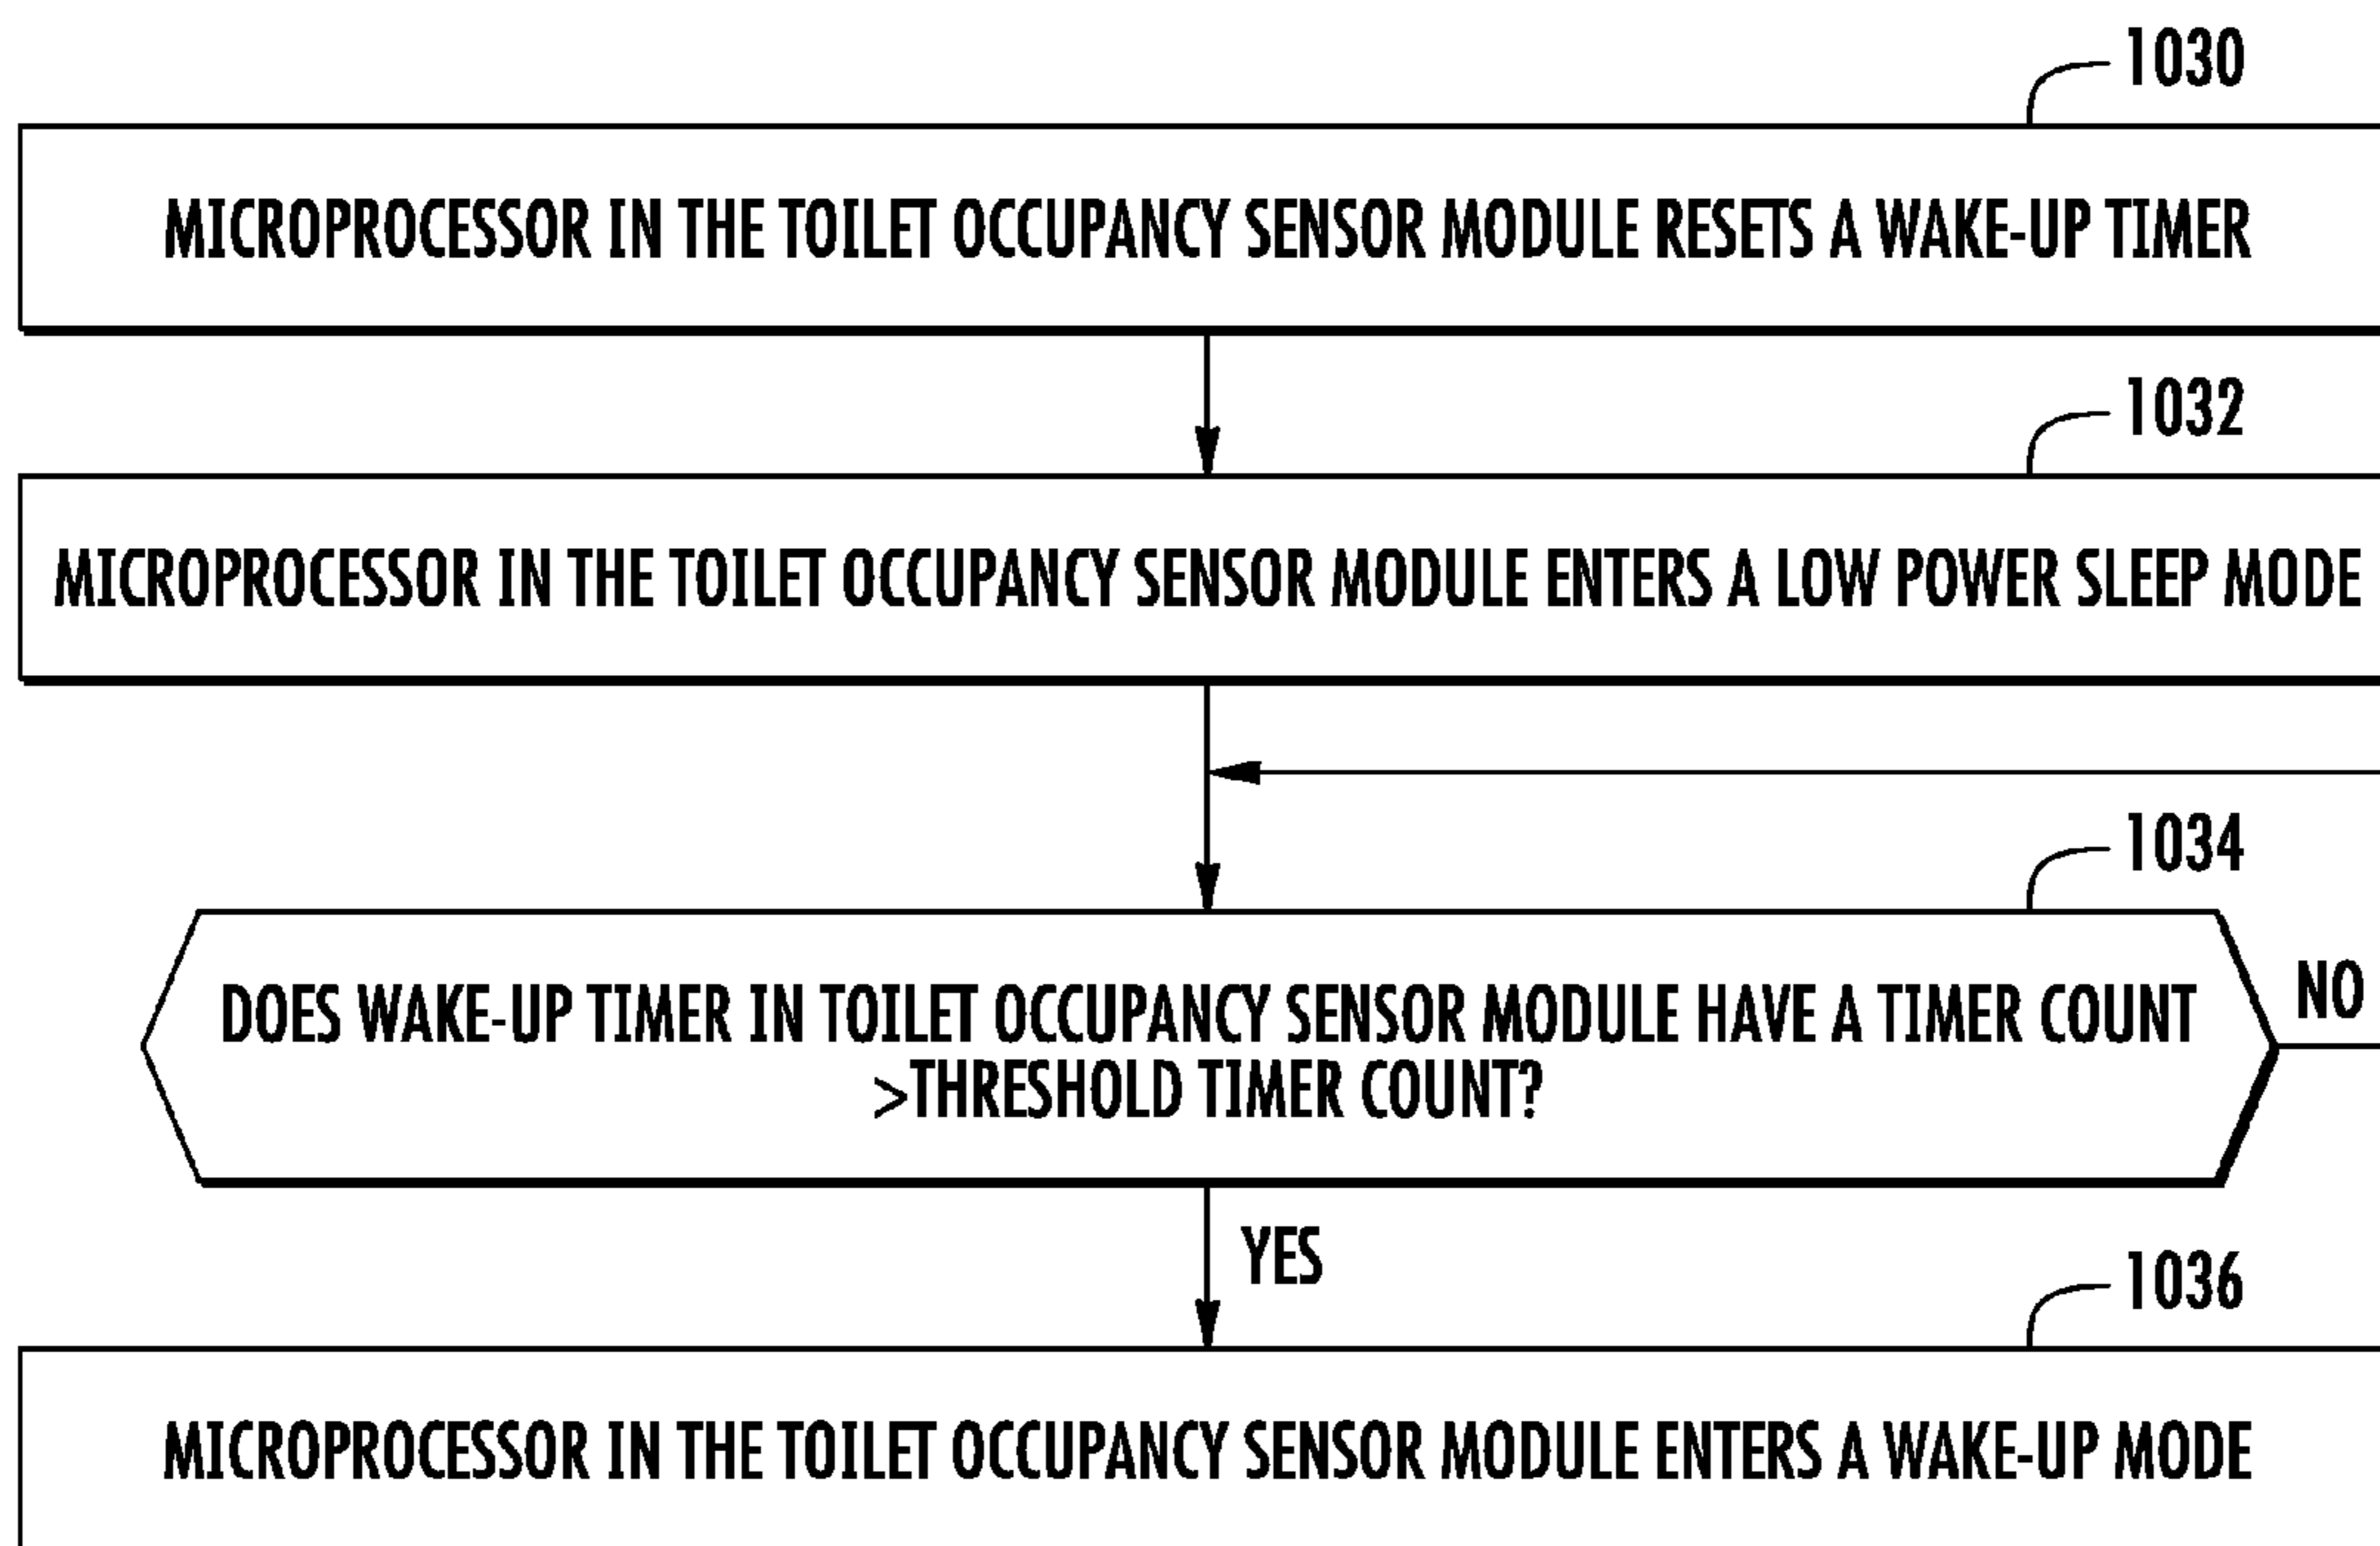 1030
MICROPROCESSOR IN THE TOILET OCCUPANCY SENSOR MODULE RESETS A WAKE-UP TIMER
1032
MICROPROCESSOR IN THE TOILET OCCUPANCY SENSOR MODULE ENTERS A LOW POWER SLEEP MODE
1034
DOES WAKE-UP TIMER IN TOILET OCCUPANCY SENSOR MODULE HAVE A TIMER COUNT
>THRESHOLD TIMER COUNT?
NO
YES
1036
MICROPROCESSOR IN THE TOILET OCCUPANCY SENSOR MODULE ENTERS A WAKE-UP MODE